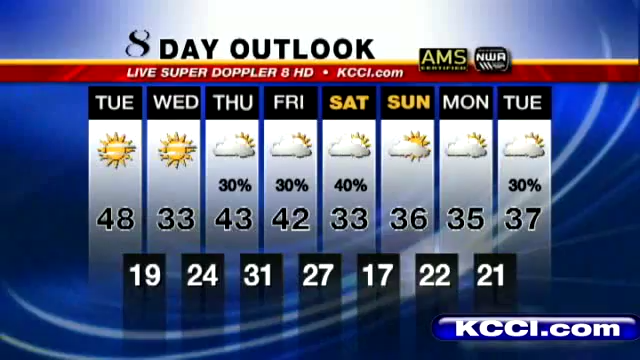 8 DAY OUTLOOK
AMS
CERTIFIED
NWA
LIVE SUPER DOPPLER 8 HD • KCCI.com
TUE WED THU FRI SAT SUN MON TUE
30% 30% 40% 30%
48 33 43 42 33 36 35 37
19 24 31 27 17 22 21
KCCI.com